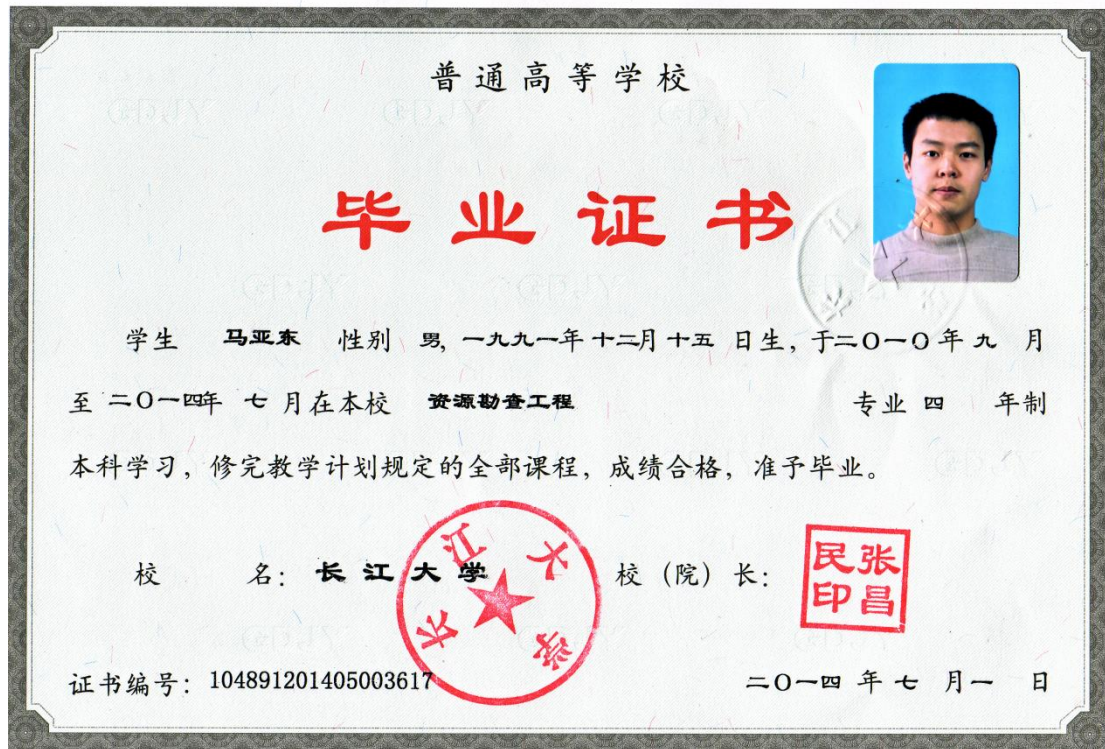 普通高等学校
毕业证书
学生 马亚东 性别 男, 一九九一年 十二月 十五 日生, 于二〇一〇年 九 月
至 二〇一四年 七 月在本校 资源勘查工程 专业 四 年制
本科学习, 修完教学计划规定的全部课程, 成绩合格, 准予毕业。
校 名: 长江大学 校 (院) 长:
长江大学
张昌民印
证书编号: 104891201405003617 二〇一四 年 七 月 一 日